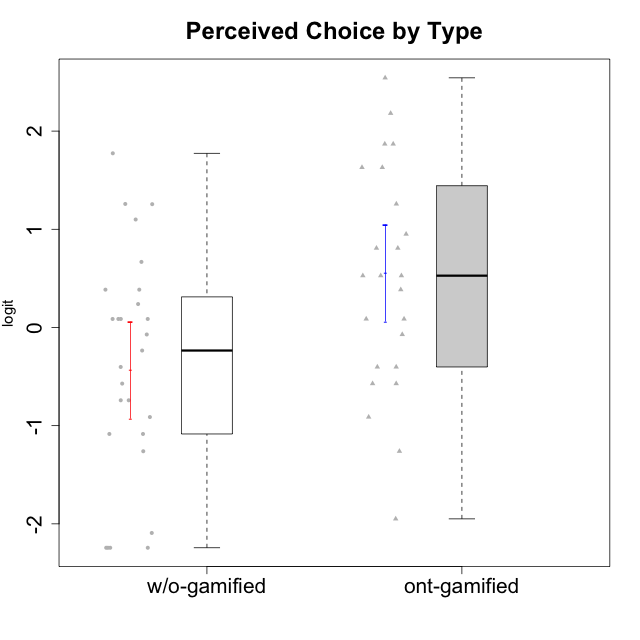 Perceived Choice by Type
2
1
0
-1
-2
logit
w/o-gamified
ont-gamified